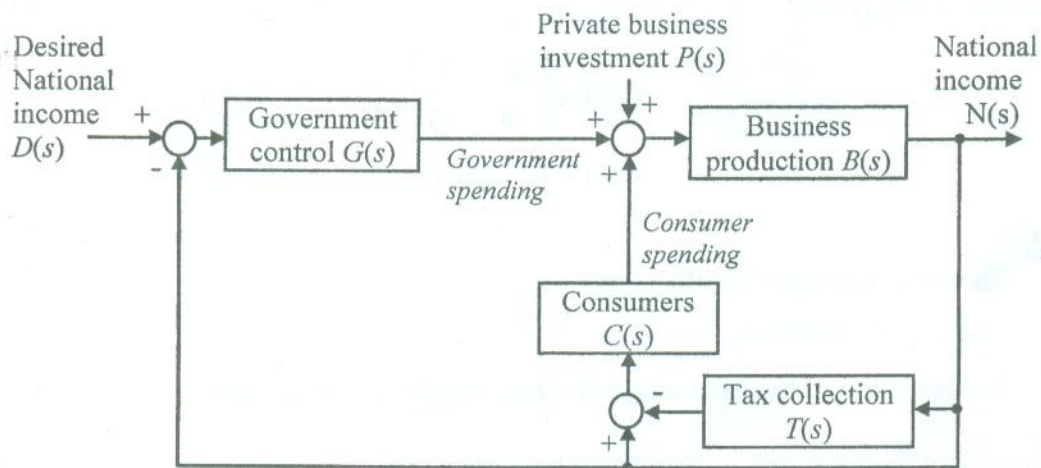 Desired
National
income
D(s)
+
-
Government
control G(s)
Government
spending
Private business
investment P(s)
+
+
+
Business
production B(s)
National
income
N(s)
Consumer
spending
Consumers
C(s)
-
+
Tax collection
T(s)